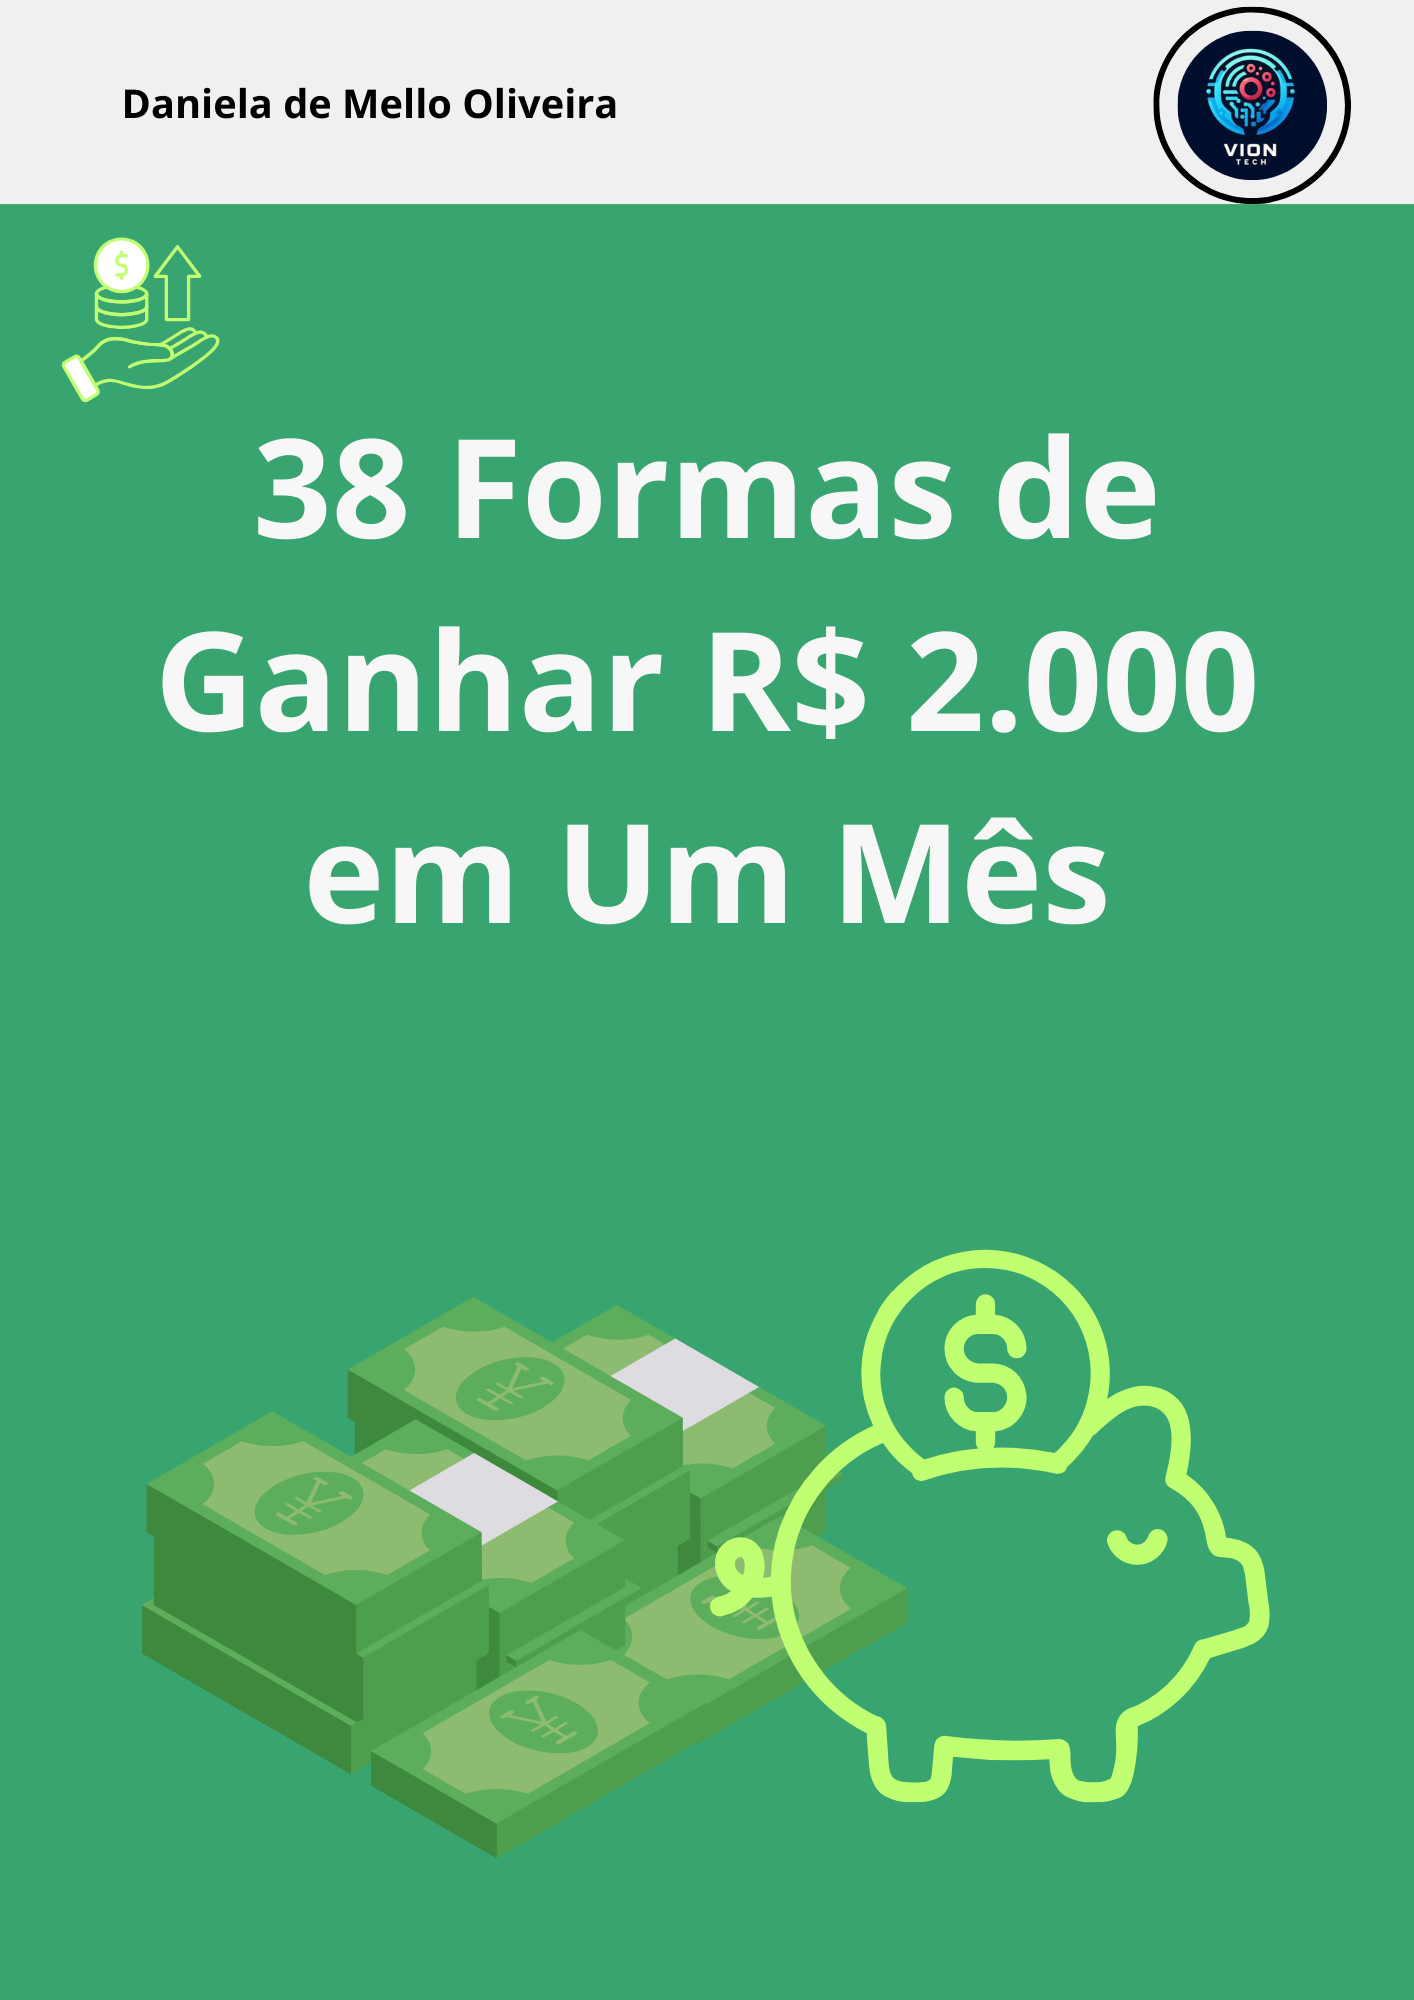 Daniela de Mello Oliveira
VION
TECH
$
38 Formas de
Ganhar R$ 2.000
em Um Mês
$
¥
¥
¥
¥